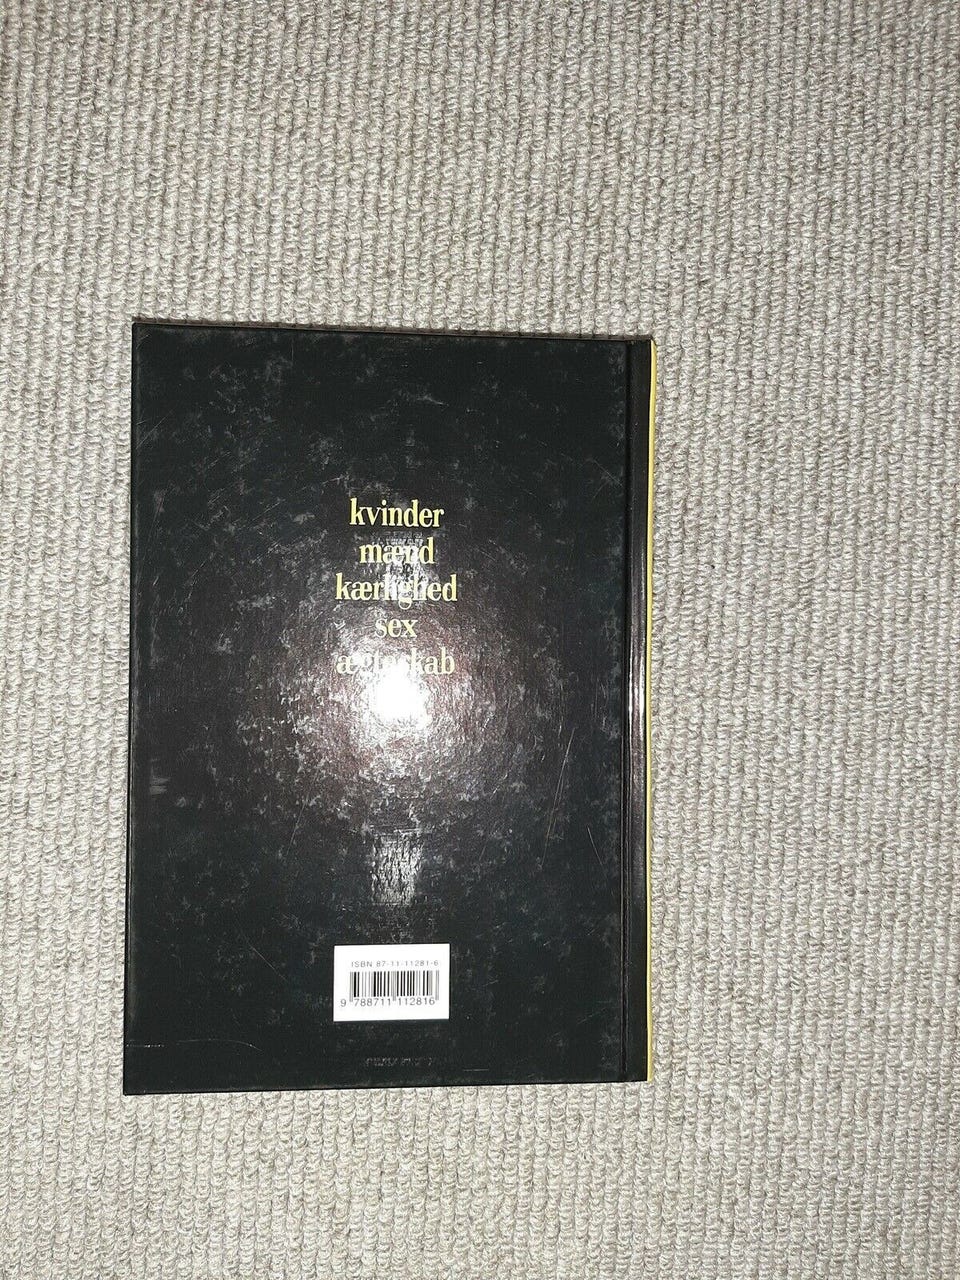 kvinder
mænd
kærlighed
sex
ægteskab
ISBN 87-11-11281-6
9 788711 112816